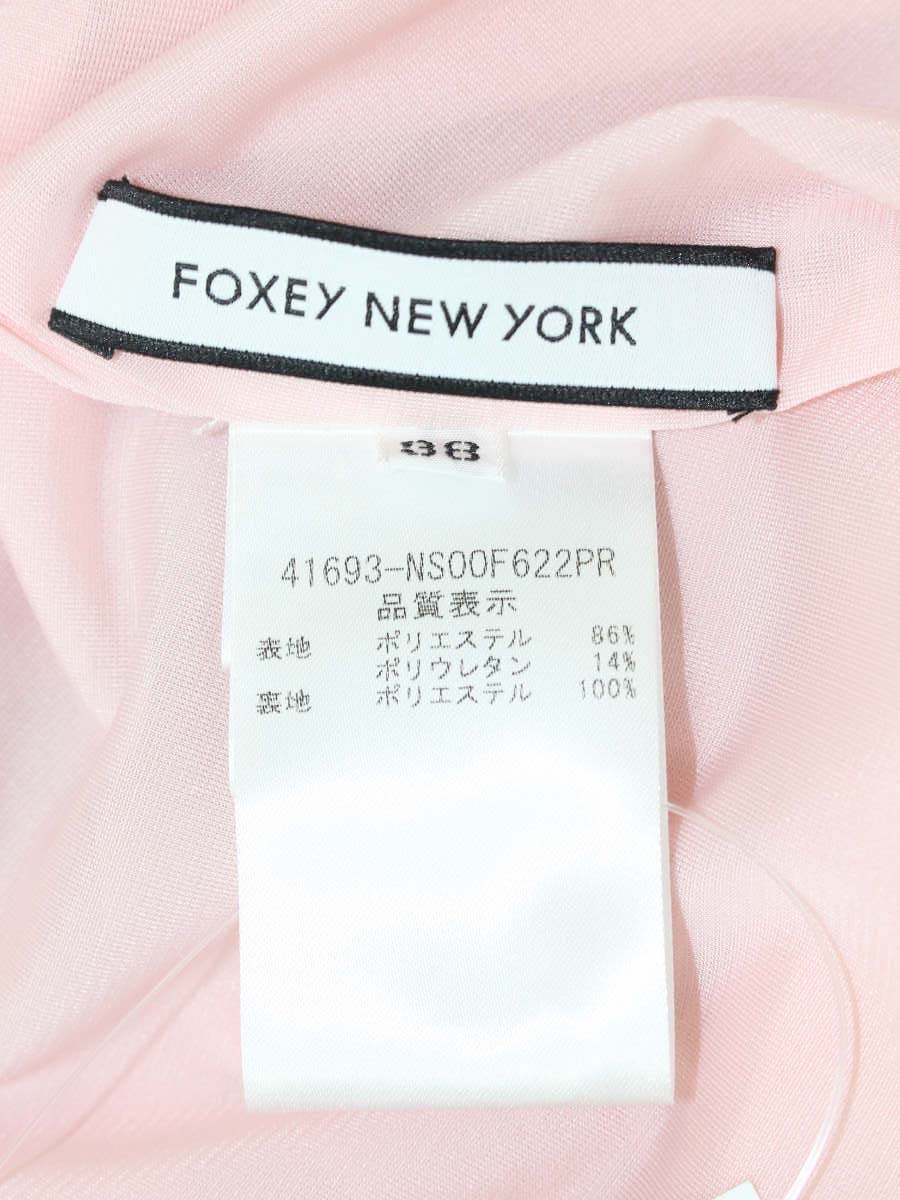 FOXEY NEW YORK
41693-NS00F622PR
品質表示
表地 ポリエステル 86%
ポリウレタン 14%
裏地 ポリエステル 100%